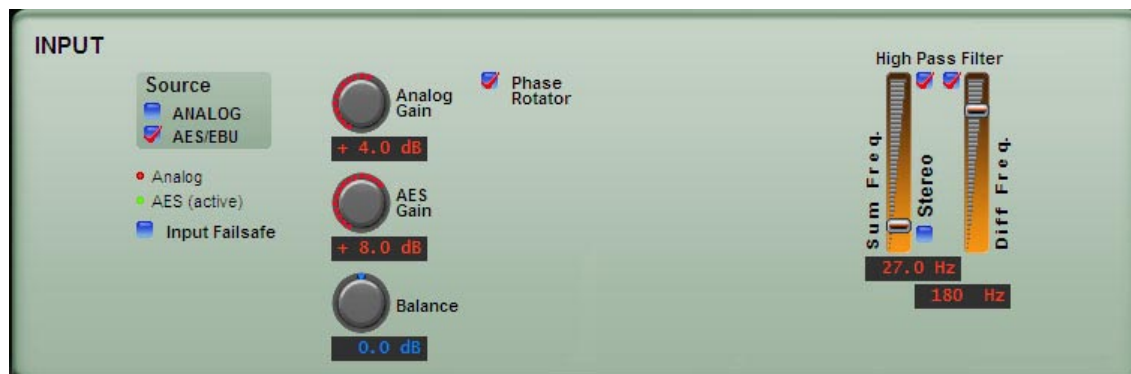 INPUT
Source
ANALOG
AES/EBU
Analog
AES (active)
Input Failsafe
Analog
Gain
+ 4.0 dB
AES
Gain
+ 8.0 dB
Balance
0.0 dB
Phase
Rotator
High Pass Filter
Sum Freq.
Stereo
Diff Freq.
27.0 Hz
180 Hz